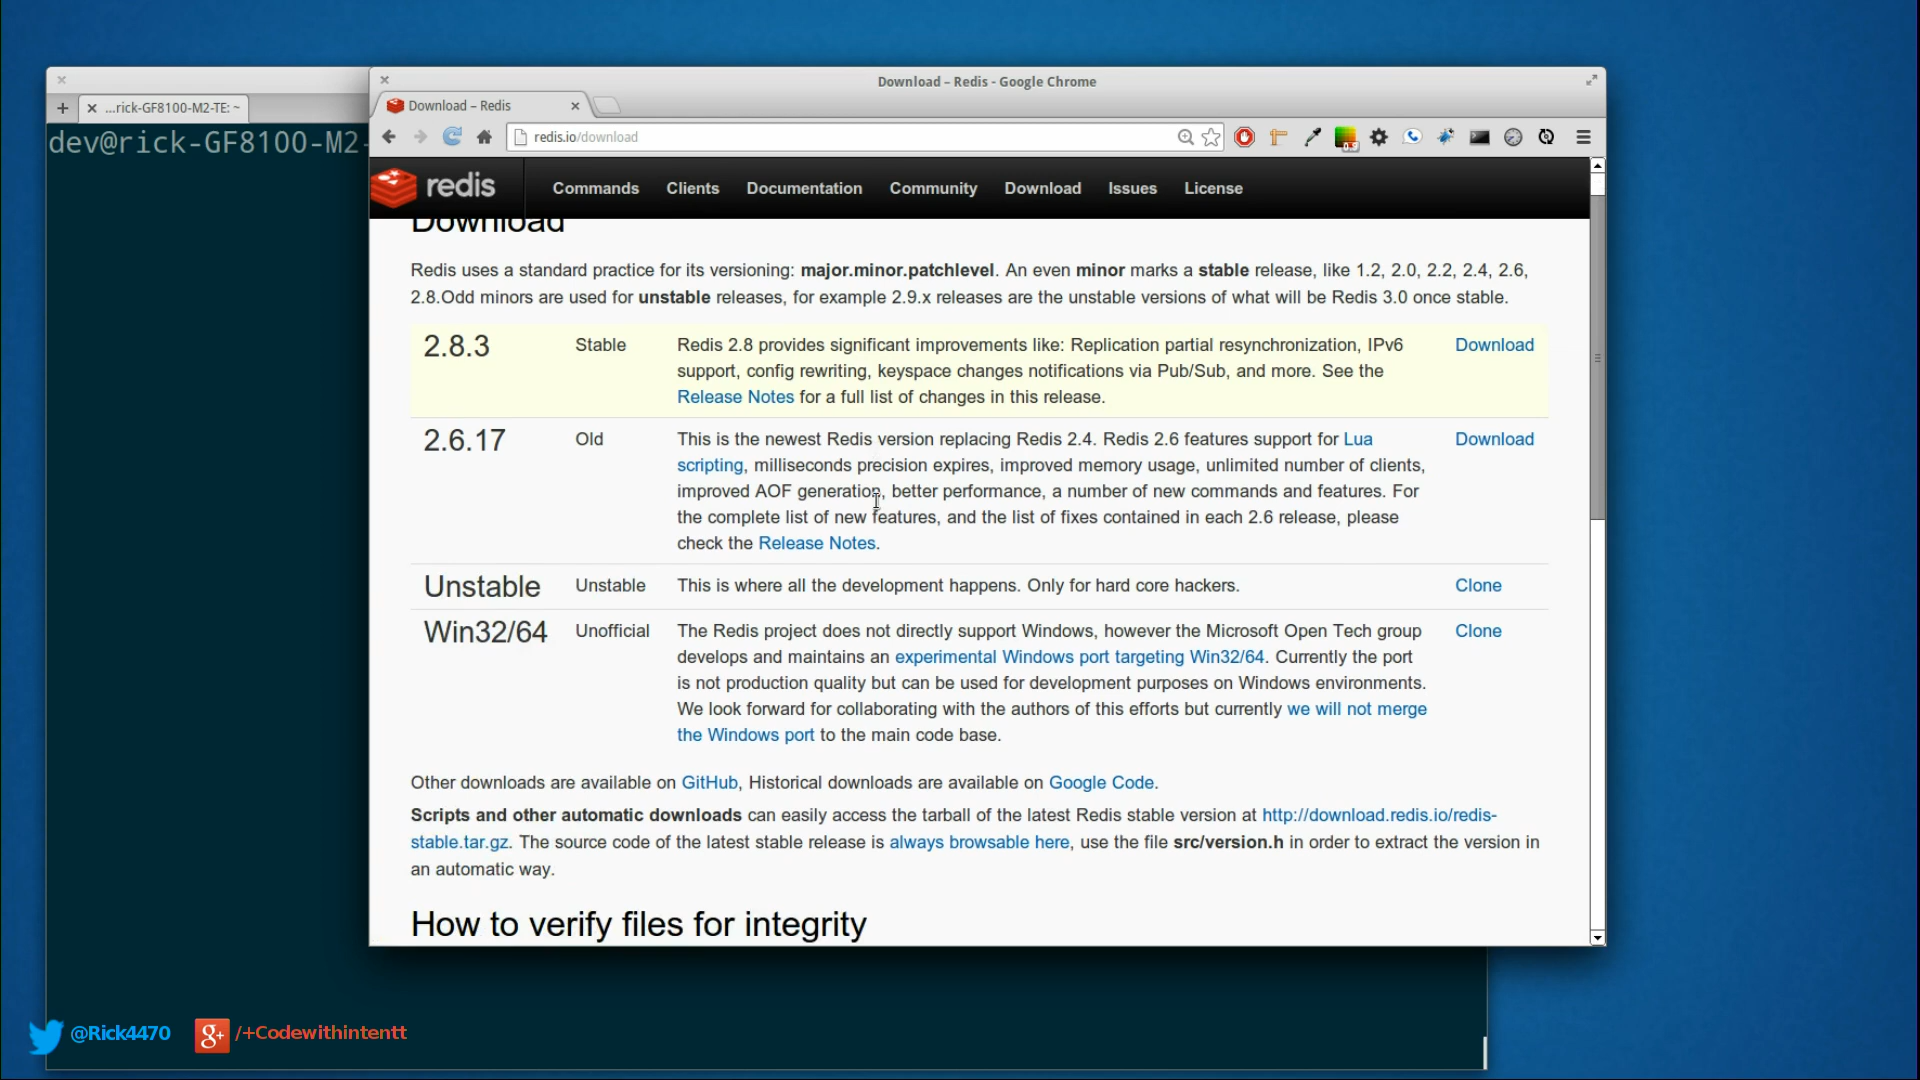 Download – Redis - Google Chrome
...rick-GF8100-M2-TE: ~
Download – Redis
redis.io/download
dev@rick-GF8100-M2-
redis
Commands Clients Documentation Community Download Issues License
Download
Redis uses a standard practice for its versioning: major.minor.patchlevel. An even minor marks a stable release, like 1.2, 2.0, 2.2, 2.4, 2.6,
2.8.Odd minors are used for unstable releases, for example 2.9.x releases are the unstable versions of what will be Redis 3.0 once stable.
2.8.3 Stable Redis 2.8 provides significant improvements like: Replication partial resynchronization, IPv6 Download
support, config rewriting, keyspace changes notifications via Pub/Sub, and more. See the
Release Notes for a full list of changes in this release.
2.6.17 Old This is the newest Redis version replacing Redis 2.4. Redis 2.6 features support for Lua Download
scripting, milliseconds precision expires, improved memory usage, unlimited number of clients,
improved AOF generation, better performance, a number of new commands and features. For
the complete list of new features, and the list of fixes contained in each 2.6 release, please
check the Release Notes.
Unstable Unstable This is where all the development happens. Only for hard core hackers. Clone
Win32/64 Unofficial The Redis project does not directly support Windows, however the Microsoft Open Tech group Clone
develops and maintains an experimental Windows port targeting Win32/64. Currently the port
is not production quality but can be used for development purposes on Windows environments.
We look forward for collaborating with the authors of this efforts but currently we will not merge
the Windows port to the main code base.
Other downloads are available on GitHub, Historical downloads are available on Google Code.
Scripts and other automatic downloads can easily access the tarball of the latest Redis stable version at http://download.redis.io/redis-
stable.tar.gz. The source code of the latest stable release is always browsable here, use the file src/version.h in order to extract the version in
an automatic way.
How to verify files for integrity
@Rick4470 g+ /+Codewithintentt